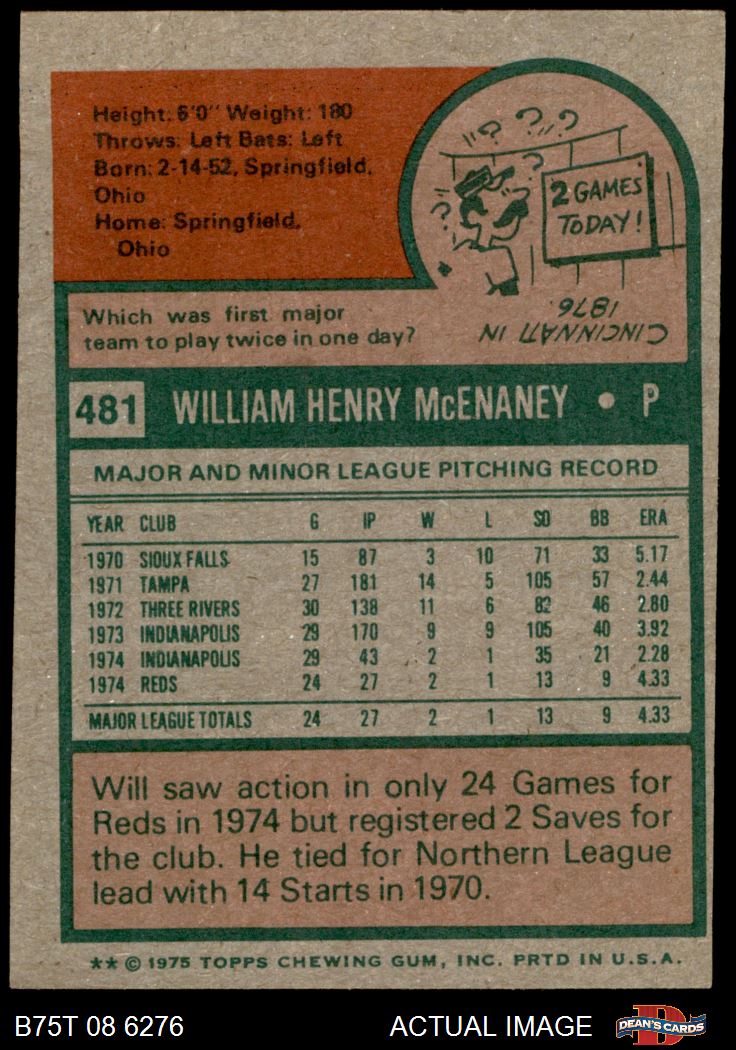 Height: 6'0" Weight: 180
Throws: Left Bats: Left
Born: 2-14-52, Springfield,
Ohio
Home: Springfield,
Ohio
? ? ?
? ?
? ?
2 GAMES
TODAY!
Which was first major
team to play twice in one day?
CINCINNATI IN
1876.
481 WILLIAM HENRY McENANEY • P
MAJOR AND MINOR LEAGUE PITCHING RECORD
YEAR CLUB G IP W L SO BB ERA
1970 SIOUX FALLS 15 87 3 10 71 33 5.17
1971 TAMPA 27 181 14 5 105 57 2.44
1972 THREE RIVERS 30 138 11 6 82 46 2.80
1973 INDIANAPOLIS 29 170 9 9 105 40 3.92
1974 INDIANAPOLIS 29 43 2 1 35 21 2.28
1974 REDS 24 27 2 1 13 9 4.33
MAJOR LEAGUE TOTALS 24 27 2 1 13 9 4.33
Will saw action in only 24 Games for
Reds in 1974 but registered 2 Saves for
the club. He tied for Northern League
lead with 14 Starts in 1970.
** © 1975 TOPPS CHEWING GUM, INC. PRTD IN U.S.A.
B75T 08 6276 ACTUAL IMAGE
D
DEAN'S CARDS